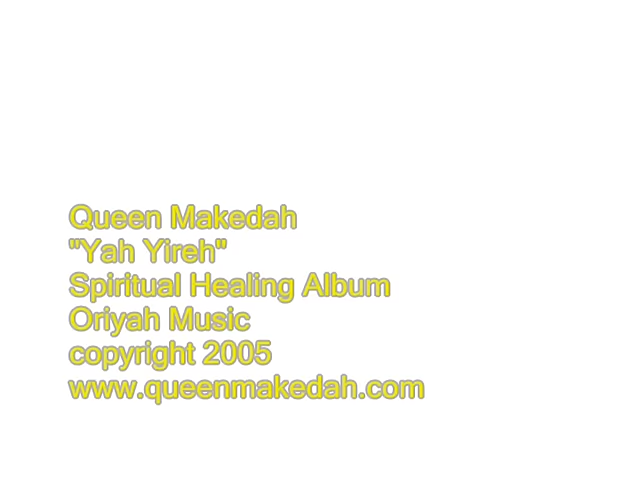 Queen Makedah
"Yah Yireh"
Spiritual Healing Album
Oriyah Music
copyright 2005
www.queenmakedah.com